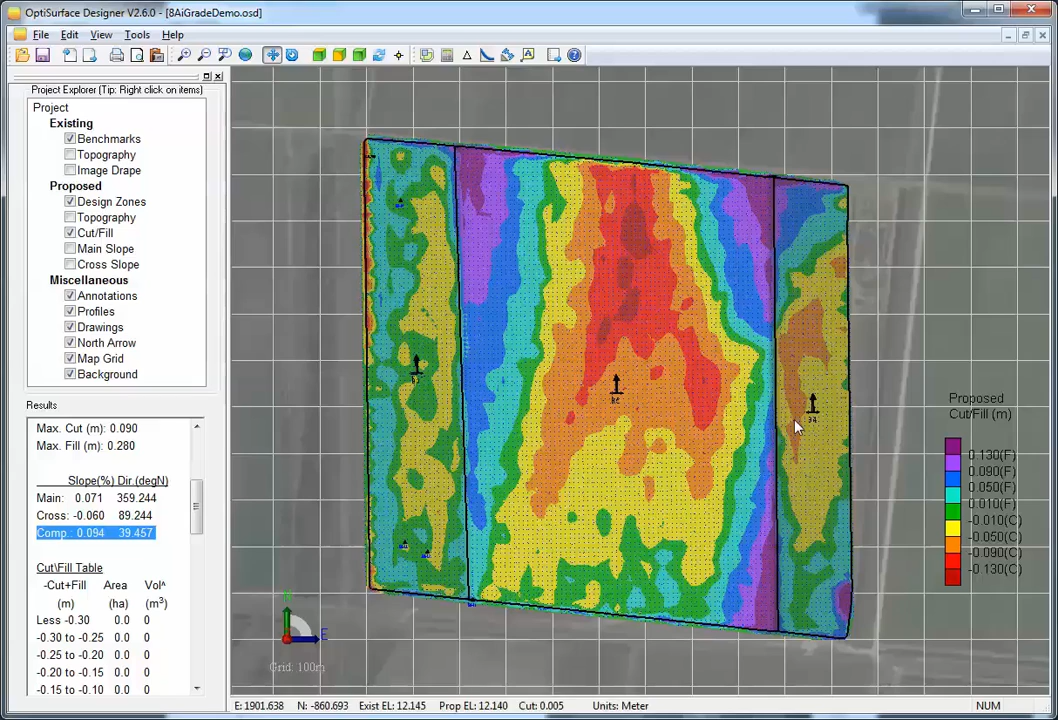 OptiSurface Designer V2.6.0 - [8AiGradeDemo.osd]
File Edit View Tools Help
Project Explorer (Tip: Right click on items)
Project
Existing
Benchmarks
Topography
Image Drape
Proposed
Design Zones
Topography
Cut/Fill
Main Slope
Cross Slope
Miscellaneous
Annotations
Profiles
Drawings
North Arrow
Map Grid
Background
Results
Max. Cut (m): 0.090
Max. Fill (m): 0.280
Slope(%) Dir.(degN)
Main: 0.071 359.244
Cross: -0.060 89.244
Comp.: 0.094 39.457
Cut\Fill Table
-Cut+Fill Area Vol^
(m) (ha) (m³)
Less -0.30 0.0 0
-0.30 to -0.25 0.0 0
-0.25 to -0.20 0.0 0
-0.20 to -0.15 0.0 0
-0.15 to -0.10 0.0 0
E
Grid: 100m
Proposed
Cut/Fill (m)
0.130(F)
0.090(F)
0.050(F)
0.010(F)
-0.010(C)
-0.050(C)
-0.090(C)
-0.130(C)
E: 1901.638 N: -860.693 Exist EL: 12.145 Prop EL: 12.140 Cut: 0.005 Units: Meter NUM